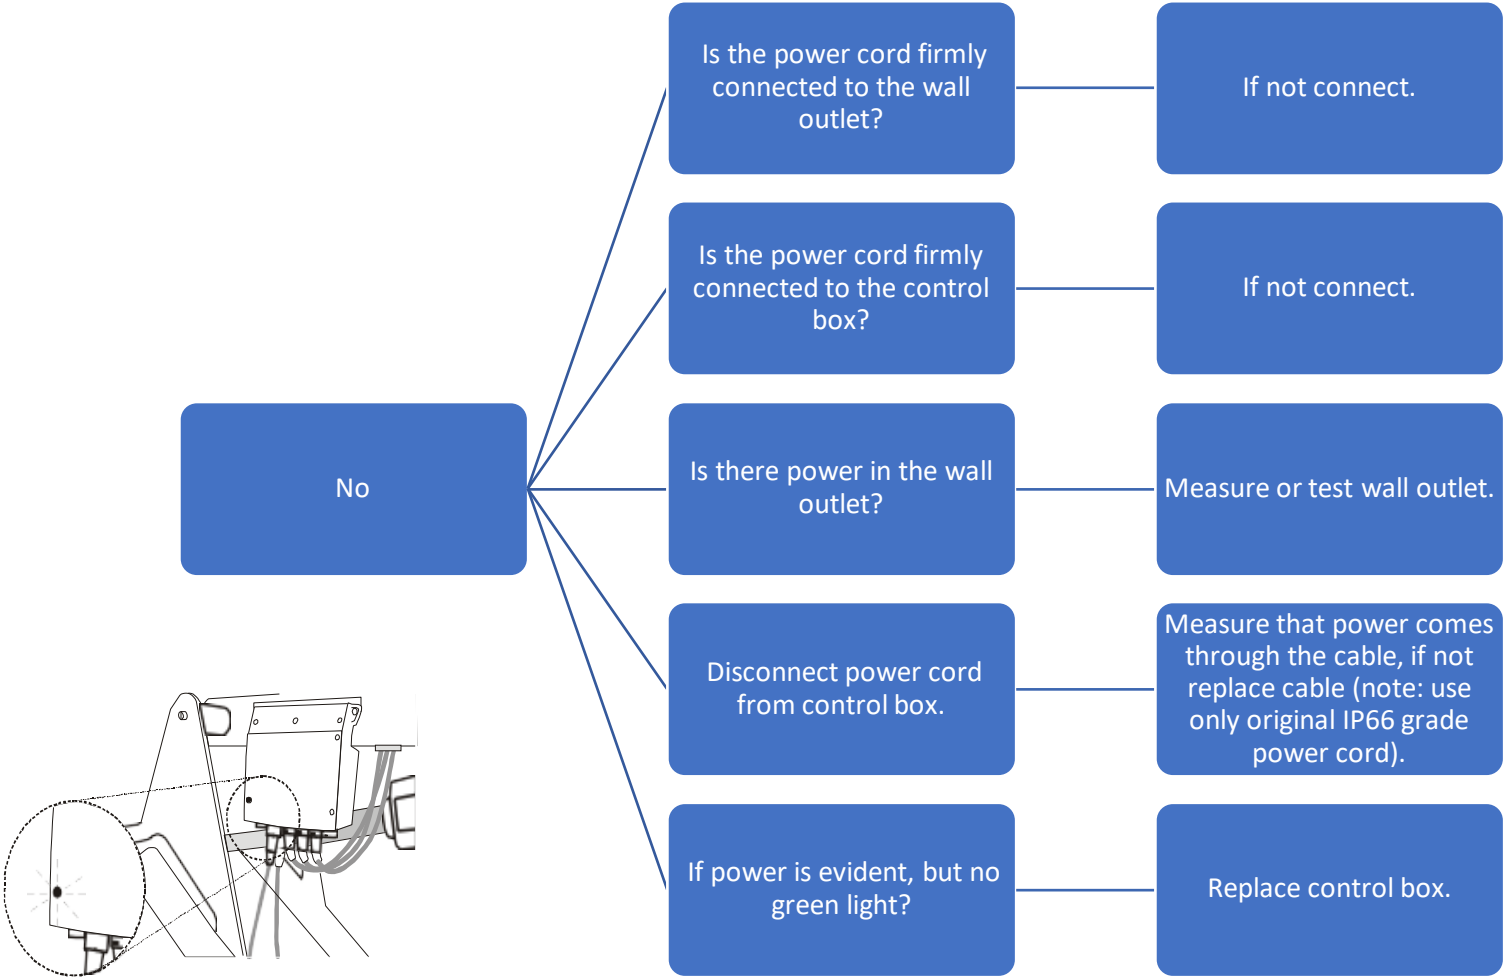 Is the power cord firmly
connected to the wall
outlet?
If not connect.
Is the power cord firmly
connected to the control
box?
If not connect.
No
Is there power in the wall
outlet?
Measure or test wall outlet.
Disconnect power cord
from control box.
Measure that power comes
through the cable, if not
replace cable (note: use
only original IP66 grade
power cord).
If power is evident, but no
green light?
Replace control box.